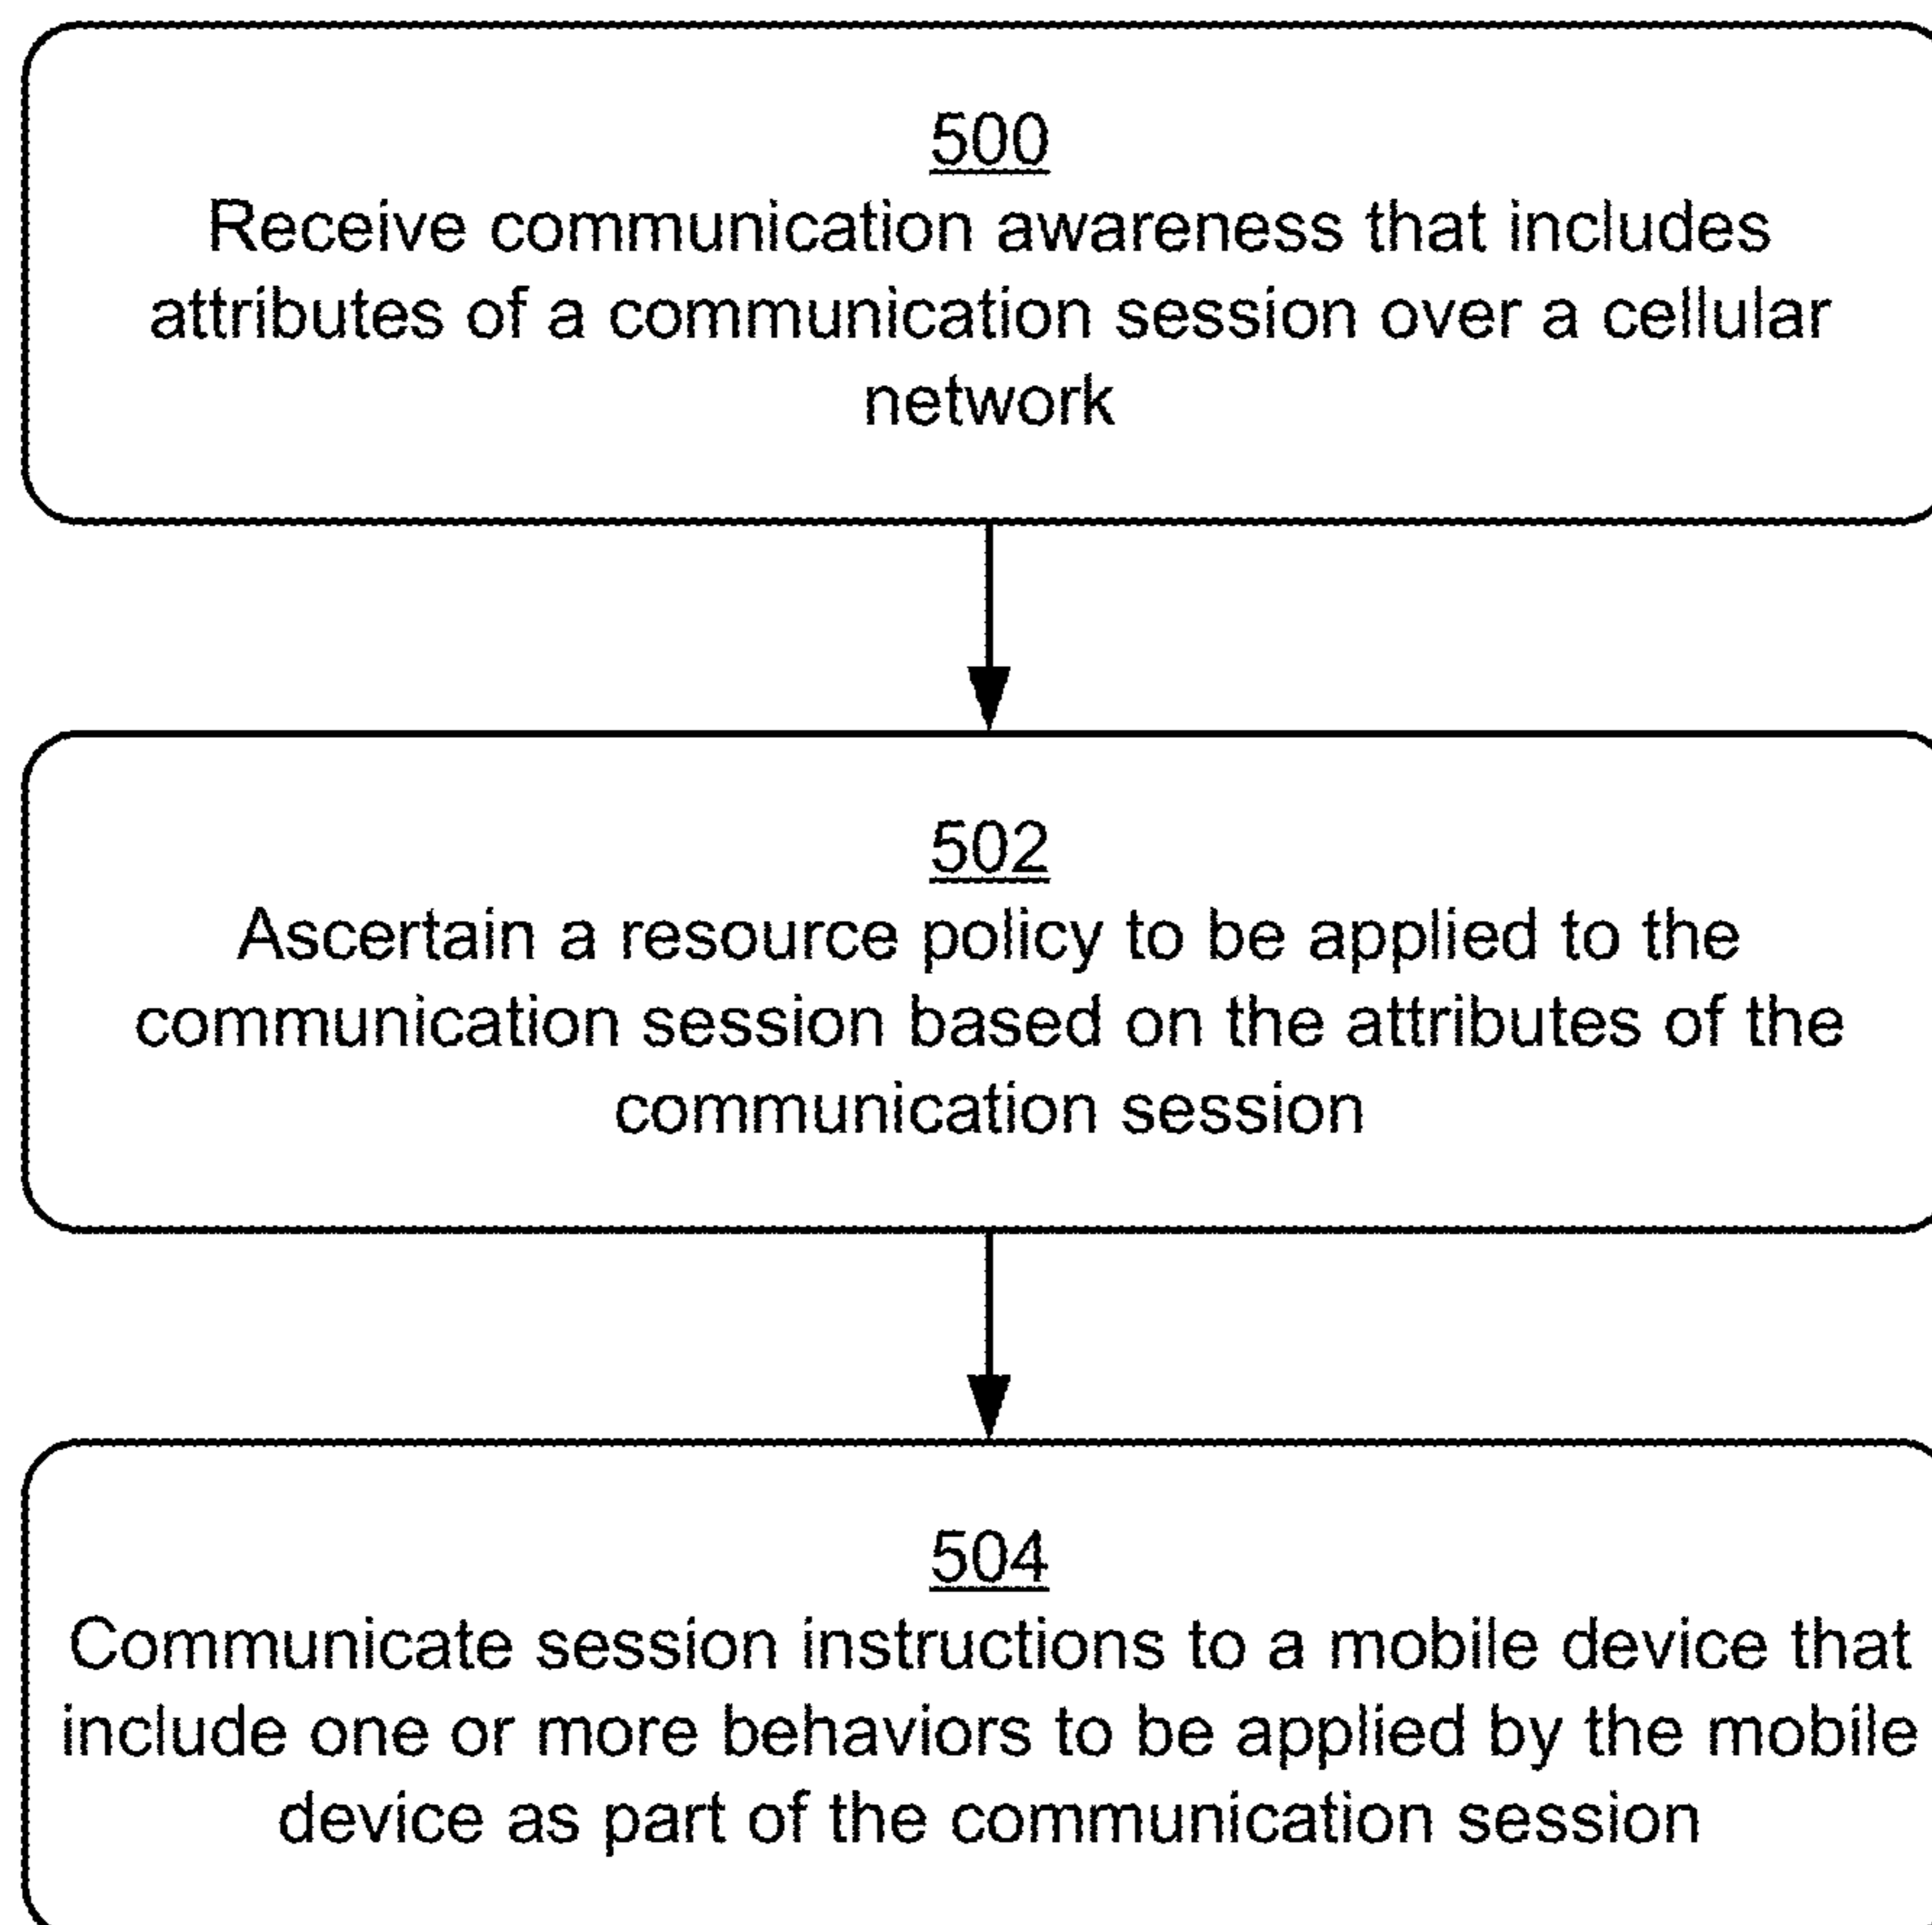 500
Receive communication awareness that includes
attributes of a communication session over a cellular
network
502
Ascertain a resource policy to be applied to the
communication session based on the attributes of the
communication session
504
Communicate session instructions to a mobile device that
include one or more behaviors to be applied by the mobile
device as part of the communication session